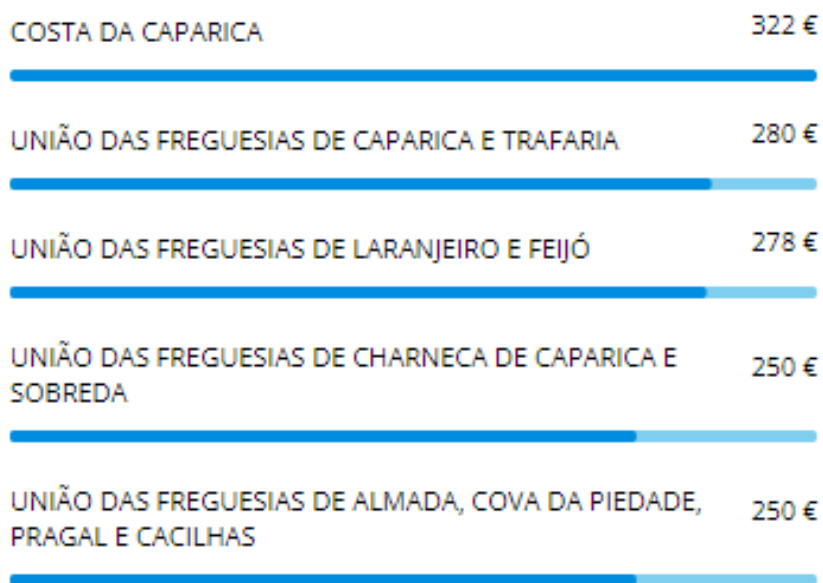 COSTA DA CAPARICA 322 €
UNIÃO DAS FREGUESIAS DE CAPARICA E TRAFARIA 280 €
UNIÃO DAS FREGUESIAS DE LARANJEIRO E FEIJÓ 278 €
UNIÃO DAS FREGUESIAS DE CHARNECA DE CAPARICA E
SOBREDA 250 €
UNIÃO DAS FREGUESIAS DE ALMADA, COVA DA PIEDADE,
PRAGAL E CACILHAS 250 €